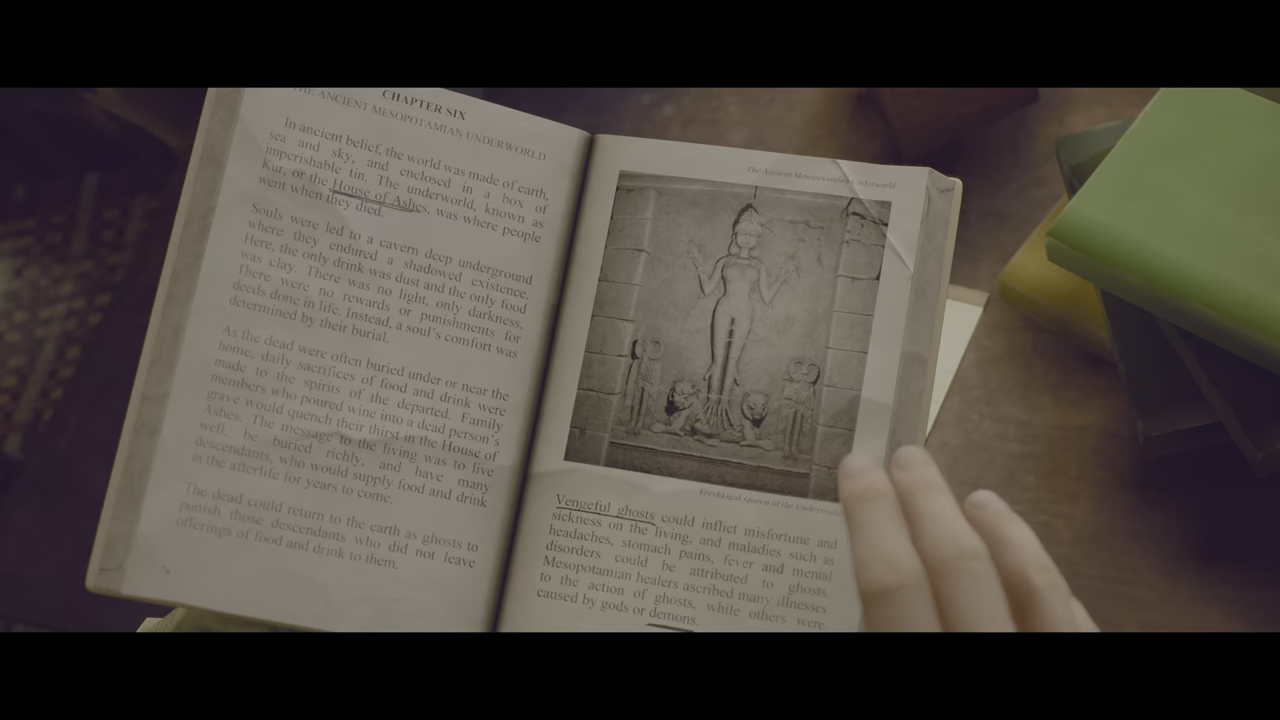 CHAPTER SIX
THE ANCIENT MESOPOTAMIAN UNDERWORLD
In ancient belief, the world was made of earth,
sea and sky, and enclosed in a box of
imperishable tin. The underworld, known as
Kur, or the House of Ashes, was where people
went when they died.
Souls were led to a cavern deep underground
where they endured a shadowed existence.
Here, the only drink was dust and the only food
was clay. There was no light, only darkness.
There were no rewards or punishments for
deeds done in life. Instead, a soul's comfort was
determined by their burial.
As the dead were often buried under or near the
home, daily sacrifices of food and drink were
made to the spirits of the departed. Family
members who poured wine into a dead person's
grave would quench their thirst in the House of
Ashes. The message to the living was to live
well, be buried richly, and have many
descendants, who would supply food and drink
in the afterlife for years to come.
The dead could return to the earth as ghosts to
punish those descendants who did not leave
offerings of food and drink to them.
The Ancient Mesopotamian Underworld
Ereshkigal: Queen of the Underworld
Vengeful ghosts could inflict misfortune and
sickness on the living, and maladies such as
headaches, stomach pains, fever and mental
disorders could be attributed to ghosts.
Mesopotamian healers ascribed many illnesses
to the action of ghosts, while others were
caused by gods or demons.